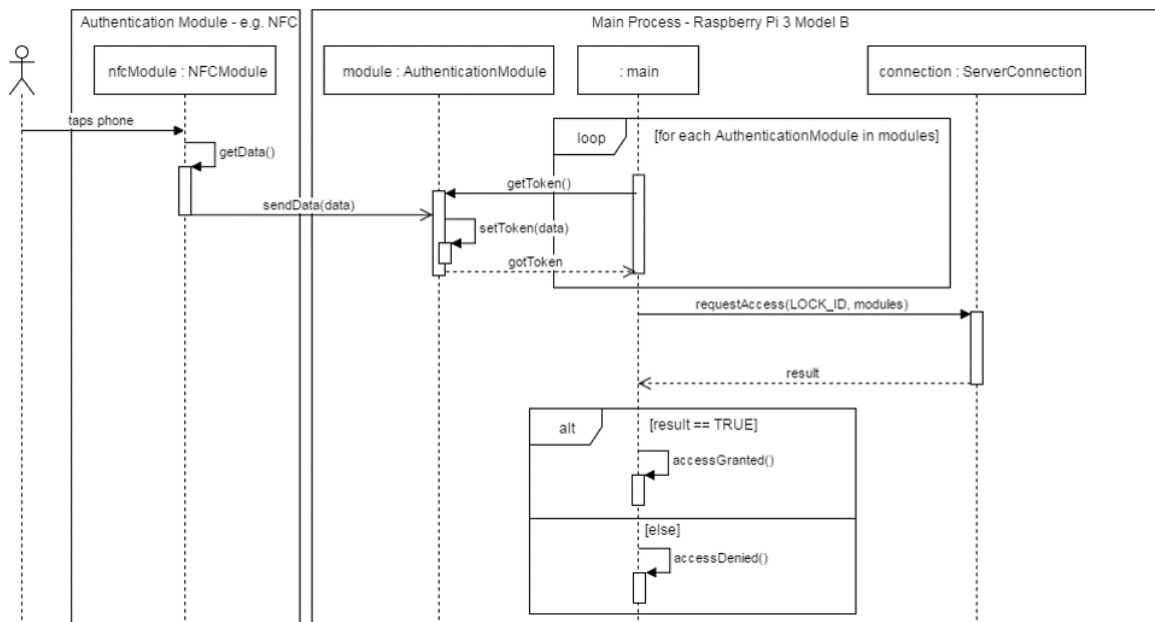 Authentication Module - e.g. NFC
Main Process - Raspberry Pi 3 Model B
nfcModule : NFCModule
module : AuthenticationModule
: main
connection : ServerConnection
taps phone
loop
[for each AuthenticationModule in modules]
getData()
getToken()
sendData(data)
setToken(data)
gotToken
requestAccess(LOCK_ID, modules)
result
alt
[result == TRUE]
accessGranted()
[else]
accessDenied()